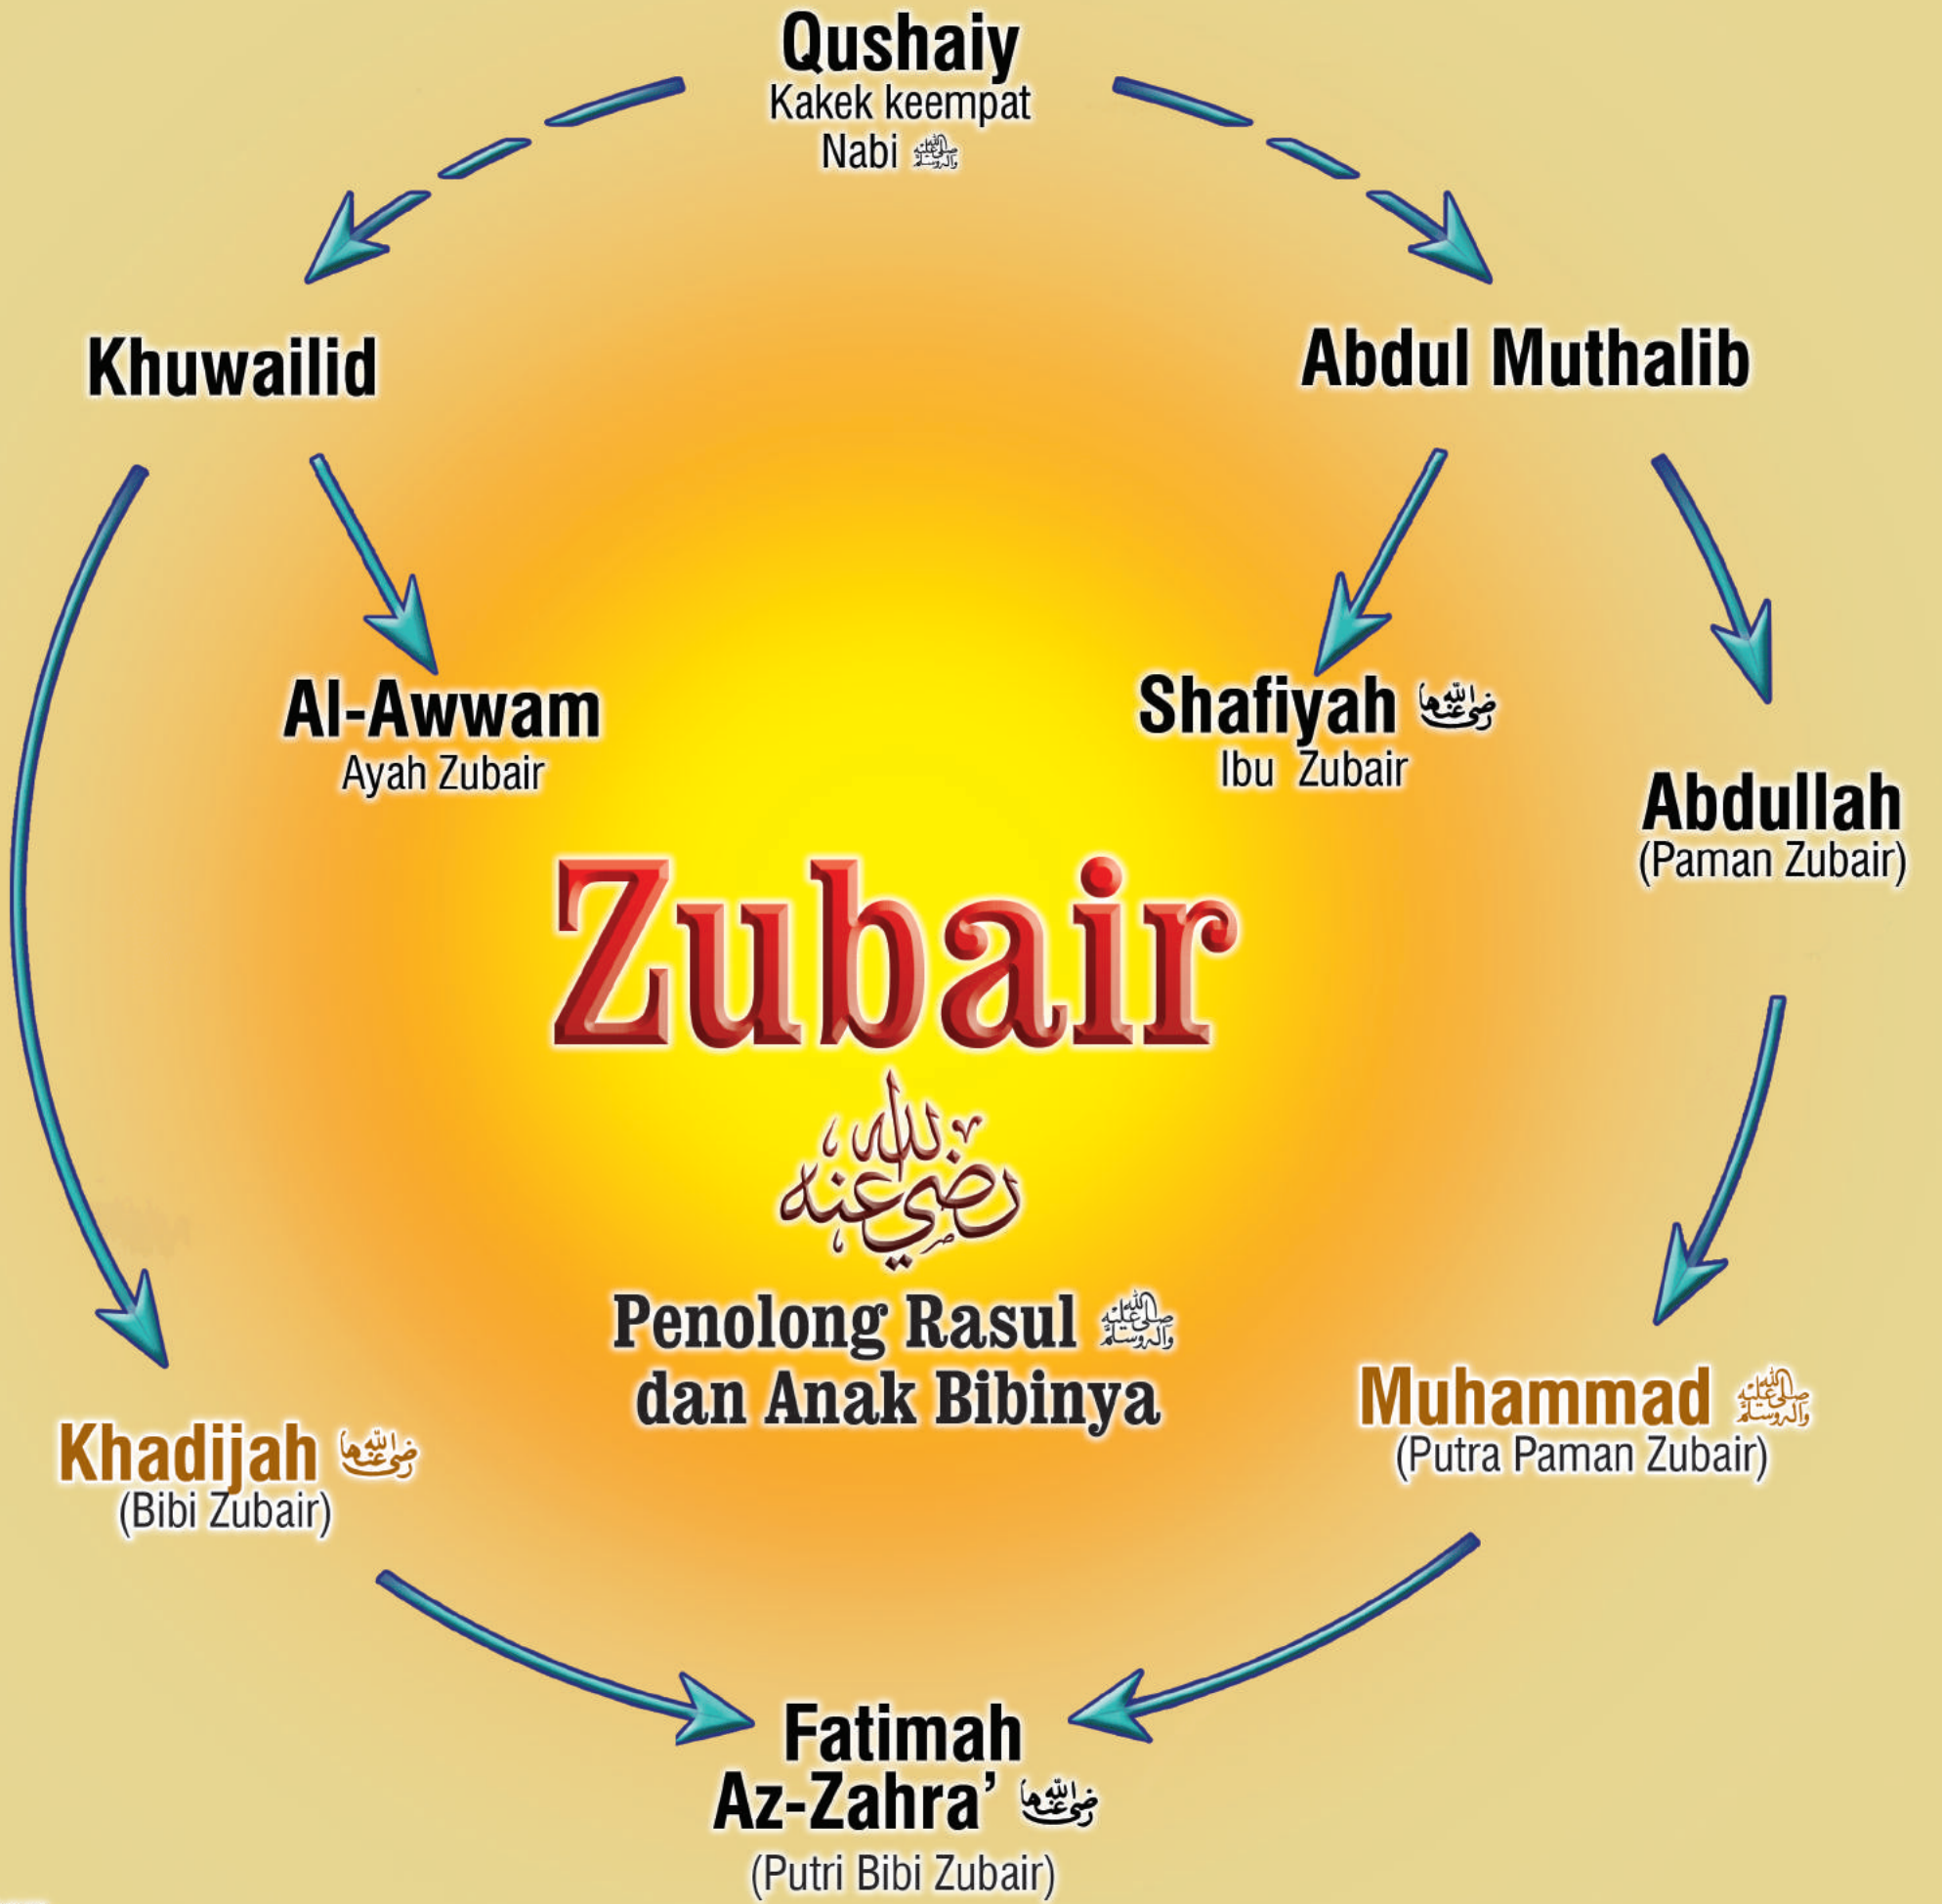 Qushaiy
Kakek keempat
Nabi ﷺ
Khuwailid
Abdul Muthalib
Al-Awwam
Ayah Zubair
Shafiyah رضي الله عنها
Ibu Zubair
Abdullah
(Paman Zubair)
Zubair
رضي الله عنه
Penolong Rasul ﷺ
dan Anak Bibinya
Muhammad ﷺ
(Putra Paman Zubair)
Khadijah رضي الله عنها
(Bibi Zubair)
Fatimah
Az-Zahra’ رضي الله عنها
(Putri Bibi Zubair)